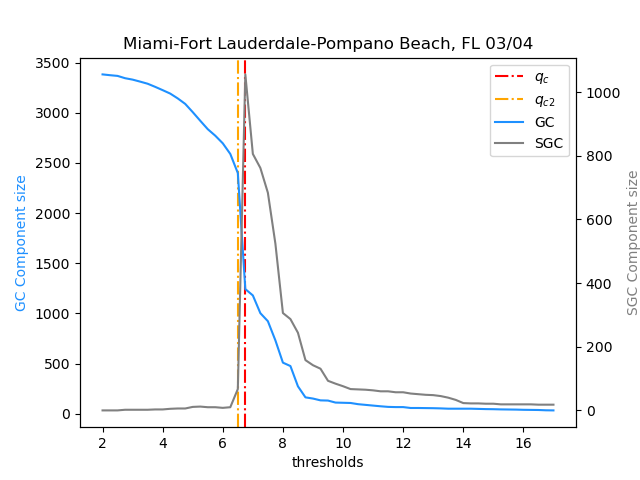 Miami-Fort Lauderdale-Pompano Beach, FL 03/04
GC Component size
3500
3000
2500
2000
1500
1000
500
0
q_c
q_c2
GC
SGC
1000
800
600
400
200
0
SGC Component size
2 4 6 8 10 12 14 16
thresholds